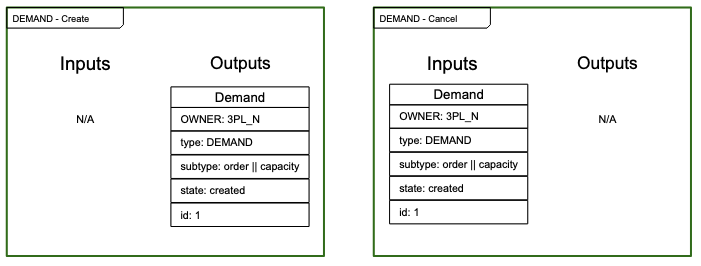 DEMAND - Create
Inputs
Outputs
N/A
Demand
OWNER: 3PL_N
type: DEMAND
subtype: order || capacity
state: created
id: 1
DEMAND - Cancel
Inputs
Outputs
Demand
OWNER: 3PL_N
type: DEMAND
subtype: order || capacity
state: created
id: 1
N/A